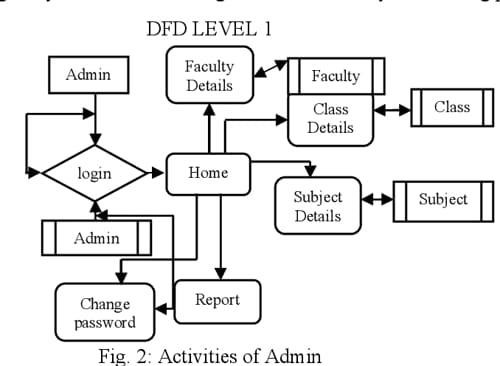 DFD LEVEL 1
Admin
Faculty
Details
Faculty
Class
Details
Class
login
Home
Subject
Details
Subject
Admin
Change
password
Report
Fig. 2: Activities of Admin